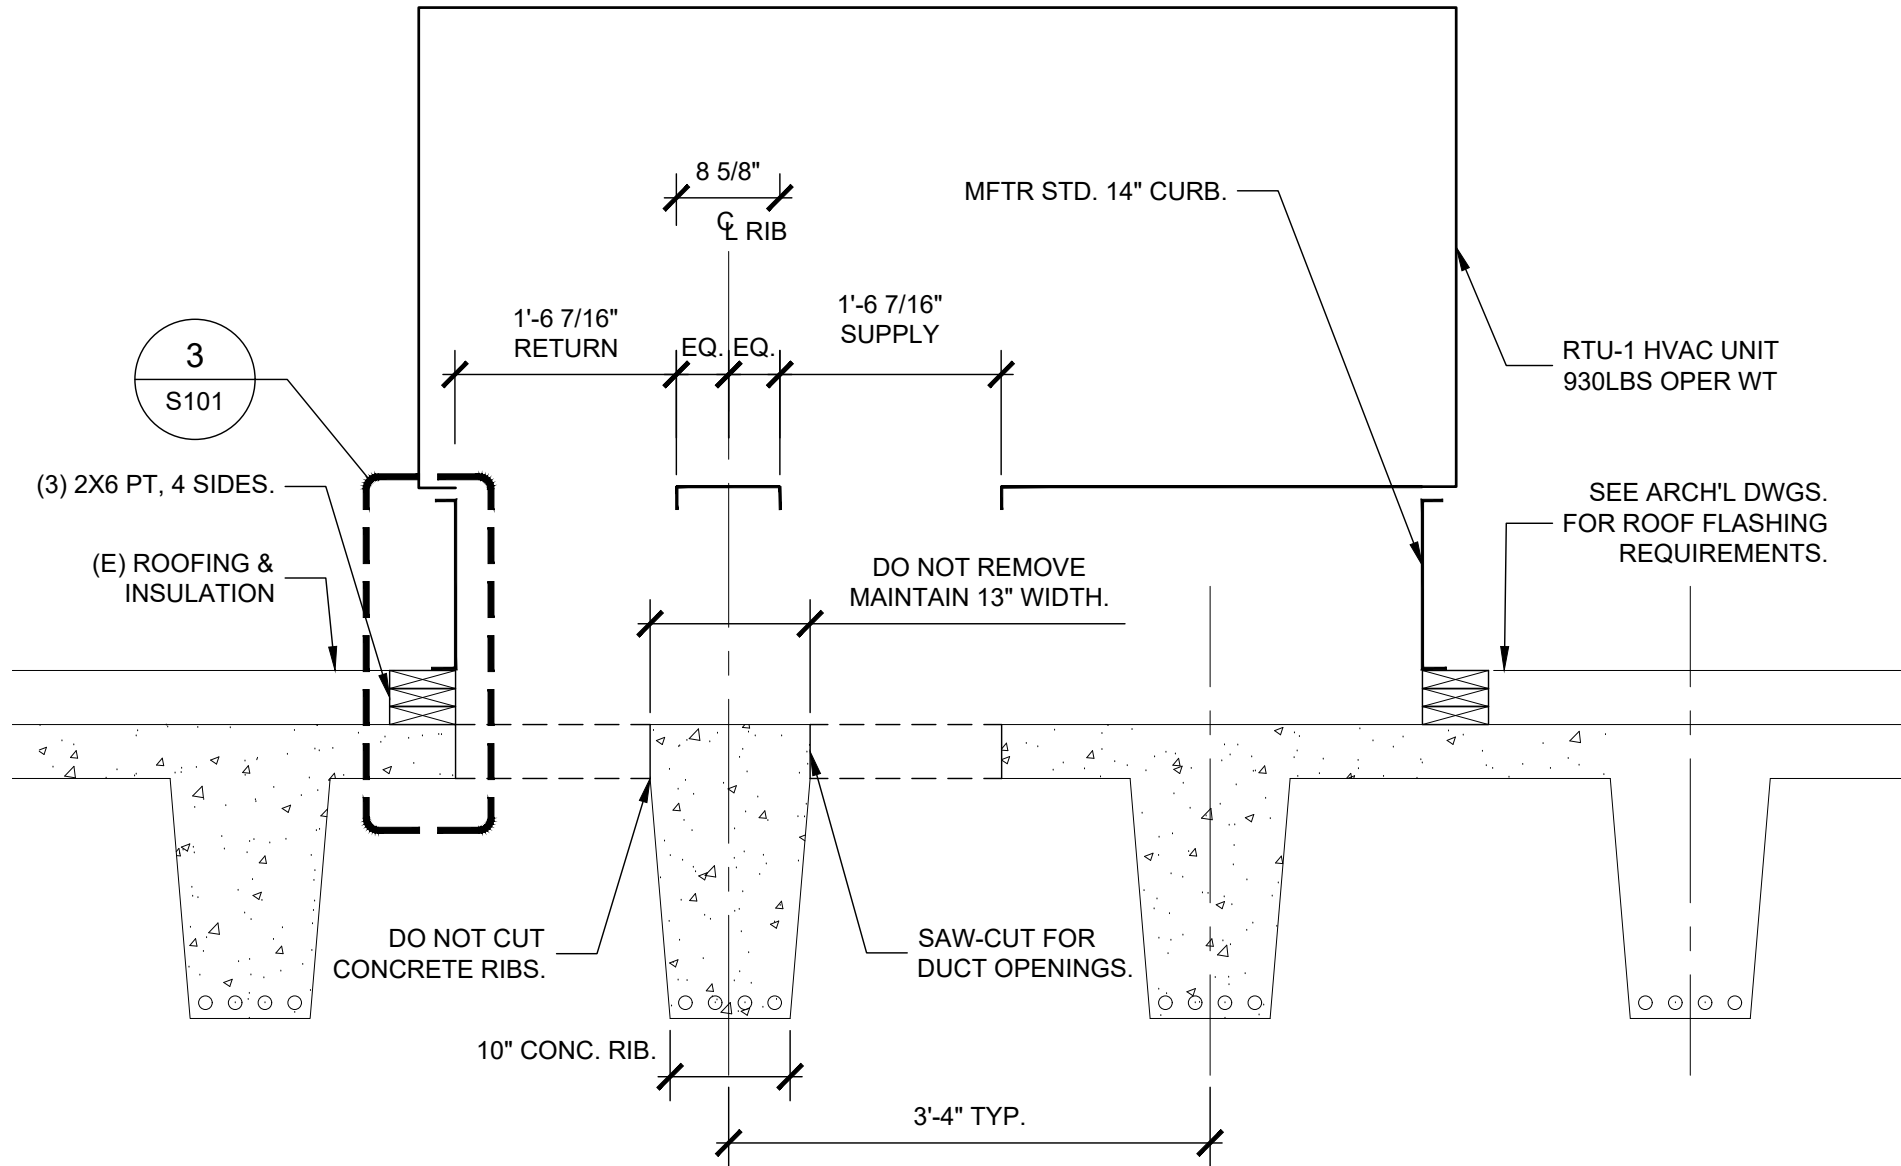 8 5/8"
℄ RIB
MFTR STD. 14" CURB.
1'-6 7/16"
RETURN
EQ. EQ.
1'-6 7/16"
SUPPLY
3
S101
RTU-1 HVAC UNIT
930LBS OPER WT
(3) 2X6 PT, 4 SIDES.
SEE ARCH'L DWGS.
FOR ROOF FLASHING
REQUIREMENTS.
(E) ROOFING &
INSULATION
DO NOT REMOVE
MAINTAIN 13" WIDTH.
DO NOT CUT
CONCRETE RIBS.
SAW-CUT FOR
DUCT OPENINGS.
10" CONC. RIB.
3'-4" TYP.